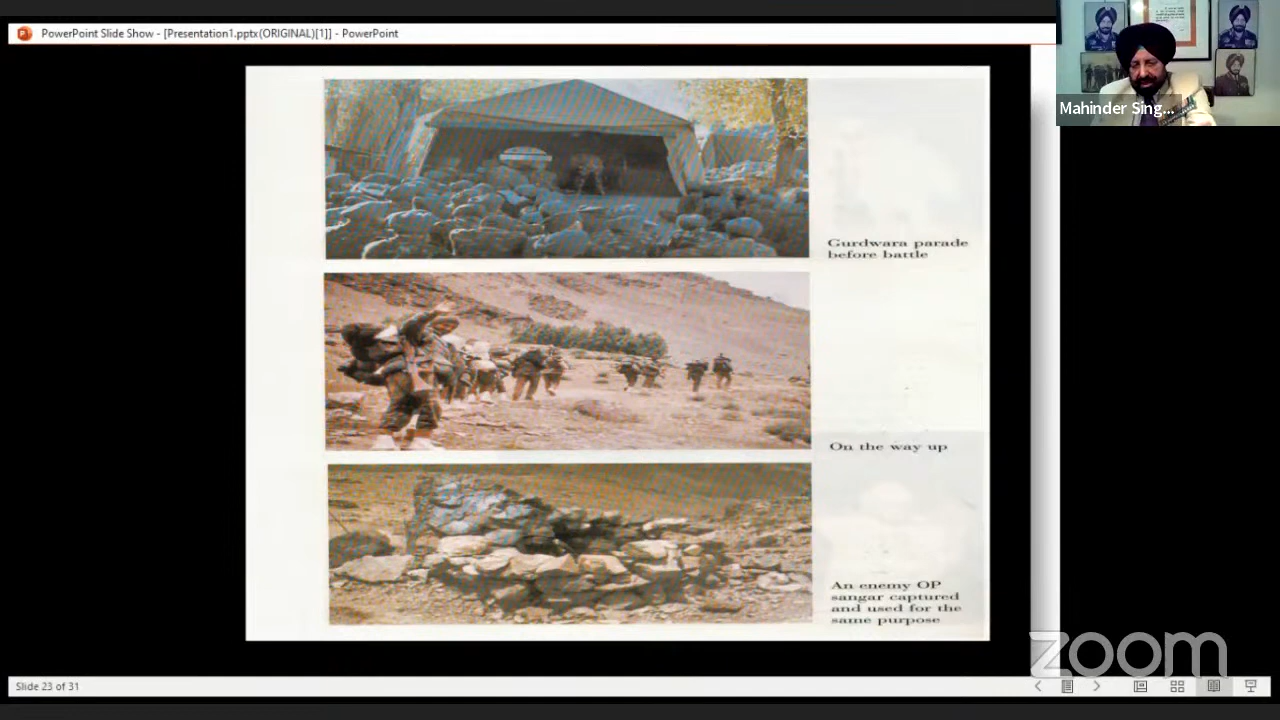 PowerPoint Slide Show - [Presentation1.pptx(ORIGINAL)[1]] - PowerPoint
Mahinder Sing...
Gurdwara parade
before battle
On the way up
An enemy OP
sangar captured
and used for the
same purpose
zoom
Slide 23 of 31